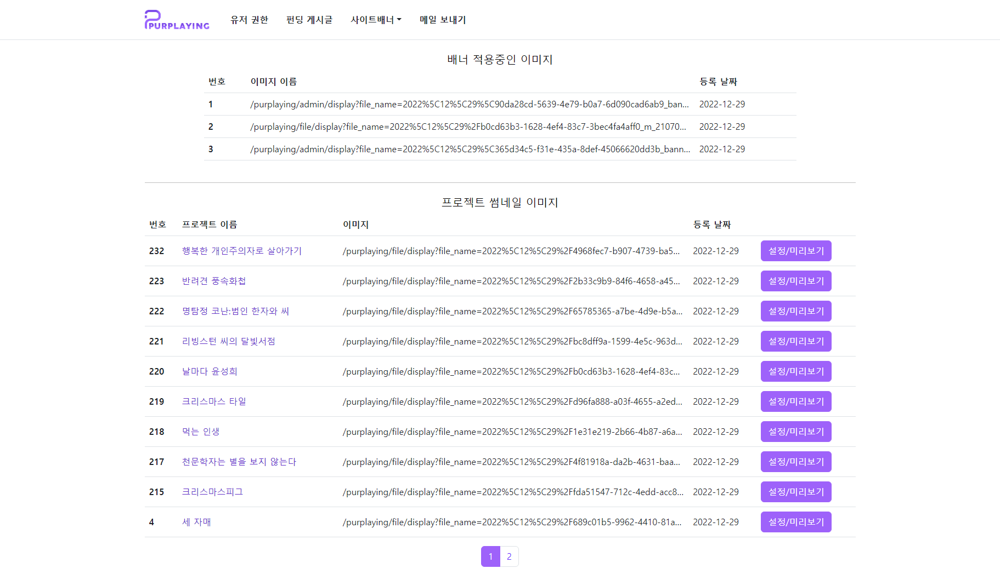 PURPLAYING 유저 권한 펀딩 게시글 사이트배너 메일 보내기
배너 적용중인 이미지
번호 이미지 이름 등록 날짜
1 /purplaying/admin/display?file_name=2022%5C12%5C29%5C90da28cd-5639-4e79-b0a7-6d090cad6ab9_ban... 2022-12-29
2 /purplaying/file/display?file_name=2022%5C12%5C29%2Fb0cd63b3-1628-4ef4-83c7-3bec4fa4aff0_m_21070... 2022-12-29
3 /purplaying/admin/display?file_name=2022%5C12%5C29%5C365d34c5-f31e-435a-8def-45066620dd3b_bann... 2022-12-29
프로젝트 썸네일 이미지
번호 프로젝트 이름 이미지 등록 날짜
232 행복한 개인주의자로 살아가기 /purplaying/file/display?file_name=2022%5C12%5C29%2F4968fec7-b907-4739-ba5... 2022-12-29 설정/미리보기
223 반려견 풍속화첩 /purplaying/file/display?file_name=2022%5C12%5C29%2F2b33c9b9-84f6-4658-a45... 2022-12-29 설정/미리보기
222 명탐정 코난:범인 한자와 씨 /purplaying/file/display?file_name=2022%5C12%5C29%2F65785365-a7be-4d9e-b5a... 2022-12-29 설정/미리보기
221 리빙스턴 씨의 달빛서점 /purplaying/file/display?file_name=2022%5C12%5C29%2Fbc8dff9a-1599-4e5c-963d... 2022-12-29 설정/미리보기
220 날마다 윤성희 /purplaying/file/display?file_name=2022%5C12%5C29%2Fb0cd63b3-1628-4ef4-83c... 2022-12-29 설정/미리보기
219 크리스마스 타일 /purplaying/file/display?file_name=2022%5C12%5C29%2Fd96fa888-a03f-4655-a2ed... 2022-12-29 설정/미리보기
218 먹는 인생 /purplaying/file/display?file_name=2022%5C12%5C29%2F1e31e219-2b66-4b87-a6a... 2022-12-29 설정/미리보기
217 천문학자는 별을 보지 않는다 /purplaying/file/display?file_name=2022%5C12%5C29%2F4f81918a-da2b-4631-baa... 2022-12-29 설정/미리보기
215 크리스마스피그 /purplaying/file/display?file_name=2022%5C12%5C29%2Ffda51547-712c-4edd-acc8... 2022-12-29 설정/미리보기
4 세 자매 /purplaying/file/display?file_name=2022%5C12%5C29%2F689c01b5-9962-4410-81a... 2022-12-29 설정/미리보기
1 2